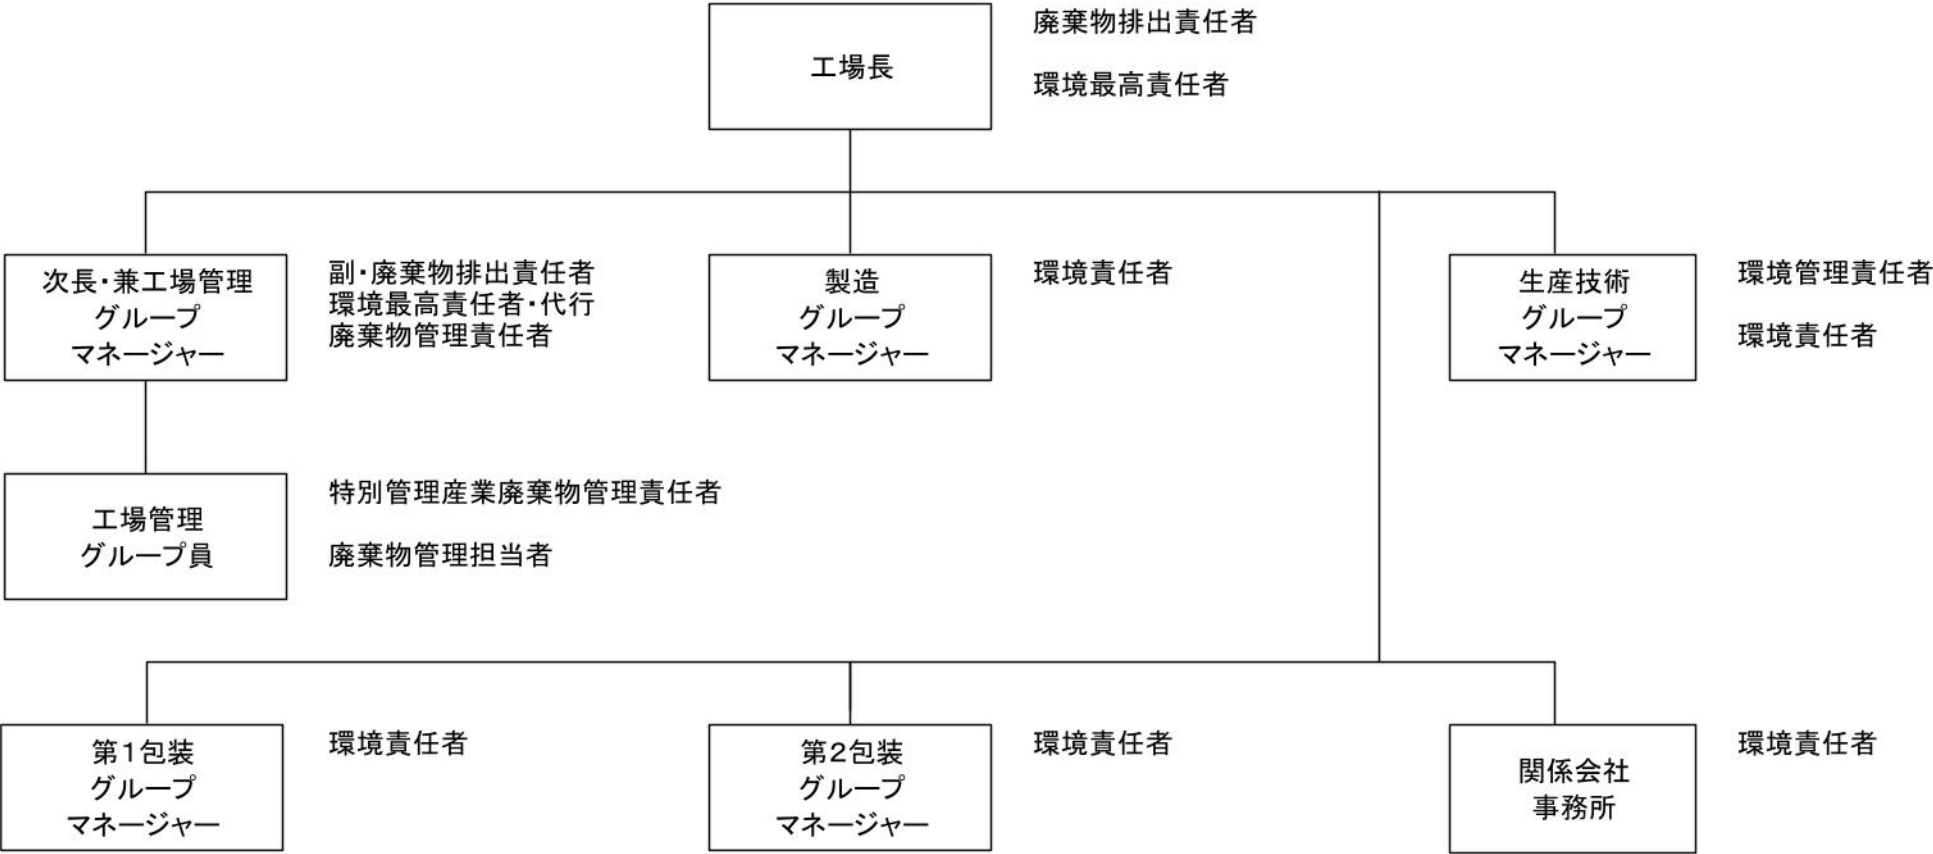 工場長
廃棄物排出責任者
環境最高責任者
次長・兼工場管理
グループ
マネージャー
副・廃棄物排出責任者
環境最高責任者・代行
廃棄物管理責任者
製造
グループ
マネージャー
環境責任者
生産技術
グループ
マネージャー
環境管理責任者
環境責任者
工場管理
グループ員
特別管理産業廃棄物管理責任者
廃棄物管理担当者
第１包装
グループ
マネージャー
環境責任者
第２包装
グループ
マネージャー
環境責任者
関係会社
事務所
環境責任者